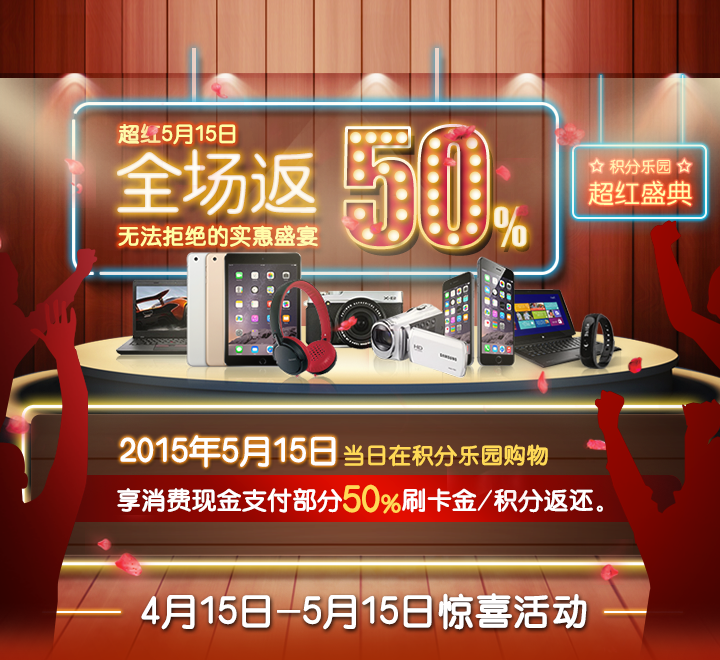 超红5月15日
全场返 50%
无法拒绝的实惠盛宴
☆ 积分乐园 ☆
超红盛典
SAMSUNG
2015年5月15日 当日在积分乐园购物
享消费现金支付部分50%刷卡金/积分返还。
4月15日-5月15日惊喜活动